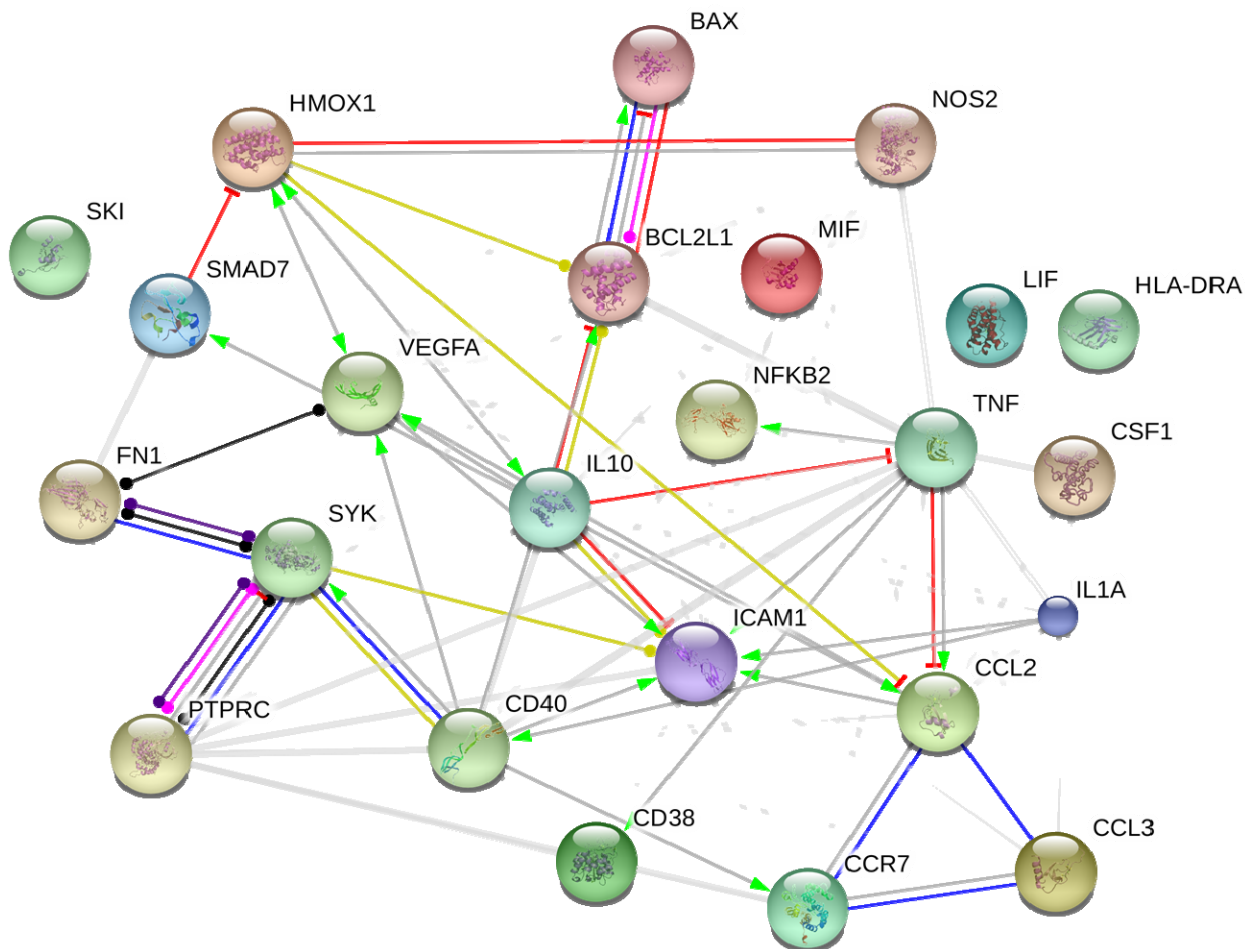 BAX
HMOX1
NOS2
SKI
SMAD7
BCL2L1
MIF
LIF
HLA-DRA
VEGFA
NFKB2
TNF
CSF1
FN1
IL10
SYK
IL1A
ICAM1
CCL2
PTPRC
CD40
CD38
CCR7
CCL3